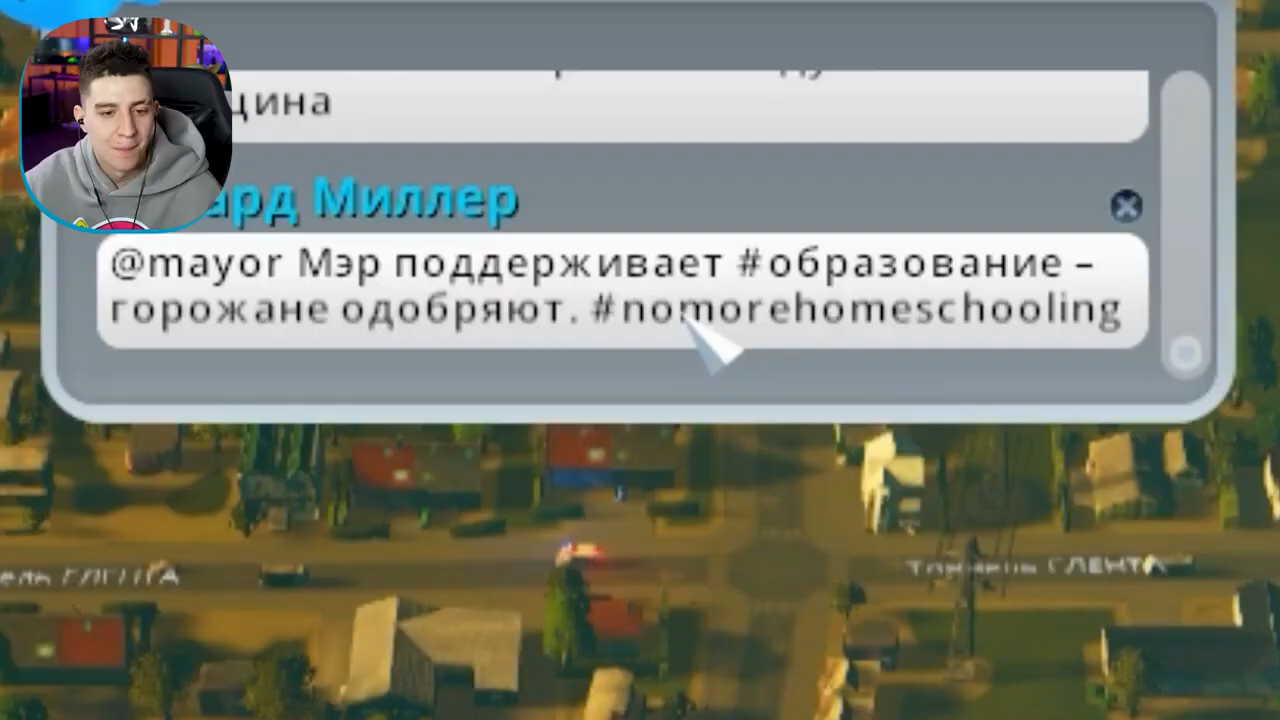 щина
ард Миллер
@mayor Мэр поддерживает #образование –
горожане одобряют. #nomorehomeschooling